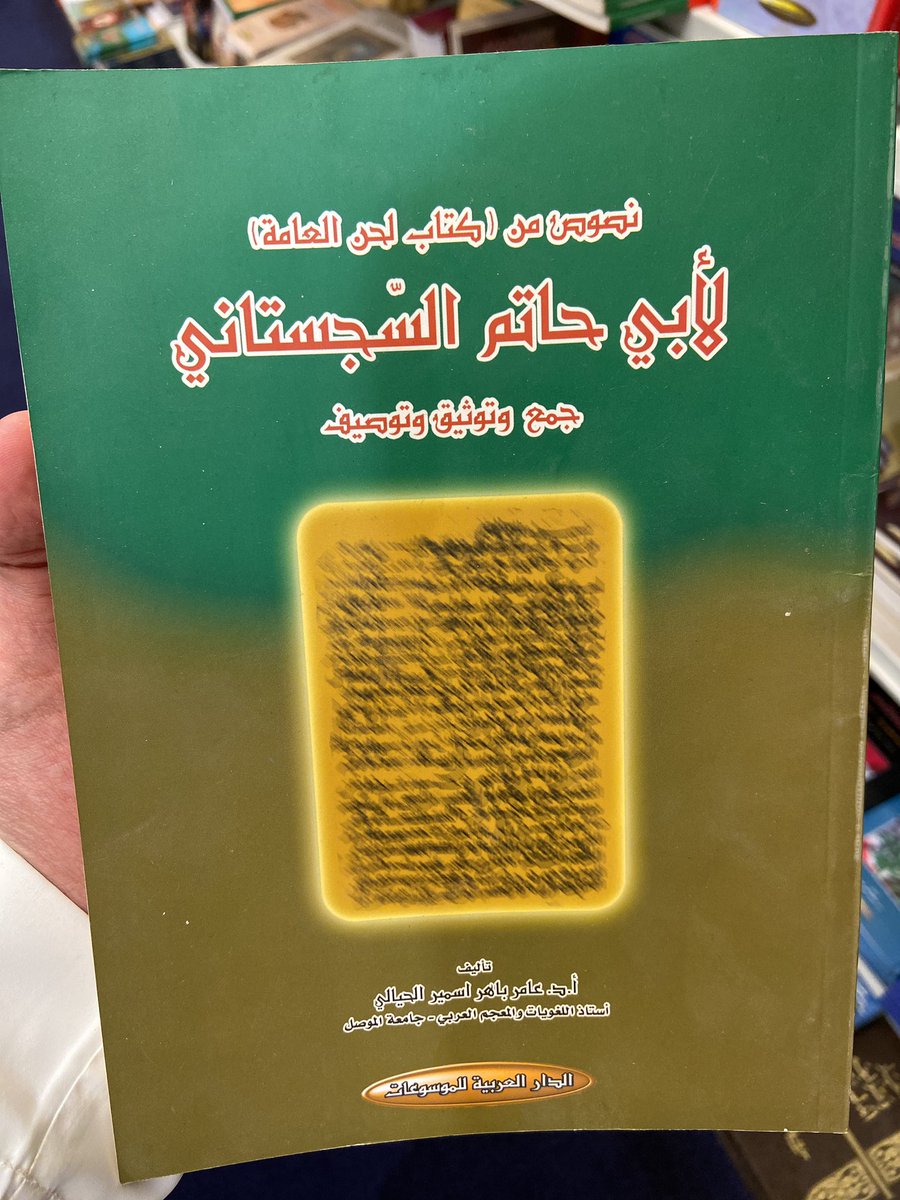 نصوص من (كتاب لحن العامة)
لأبي حاتم السّجستاني
جمع وتوثيق وتوصيف
تأليف
أ.د. عامر باهر اسمير الحيالي
أستاذ اللغويات والمعجم العربي - جامعة الموصل
الدار العربية للموسوعات